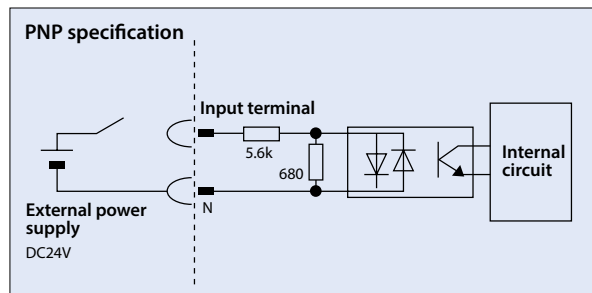 PNP specification
Input terminal
5.6k
680
Internal
circuit
N
External power
supply
DC24V